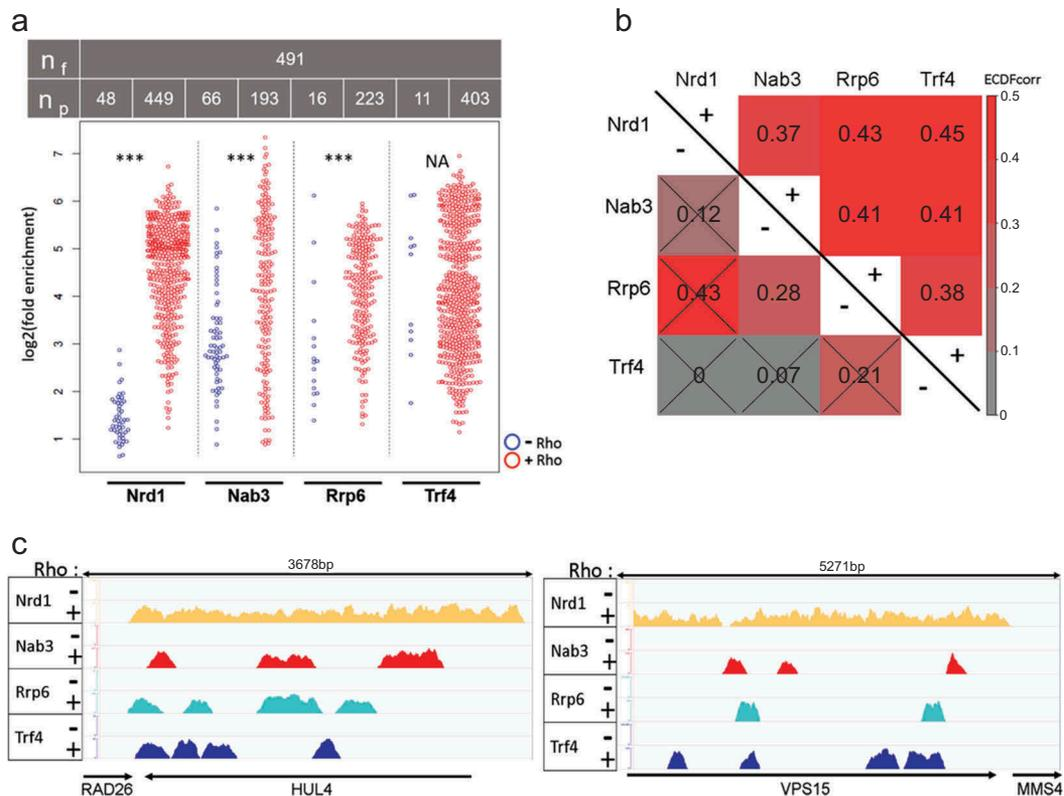 a
n f 491
n p 48 449 66 193 16 223 11 403
log2(fold enrichment)
7
6
5
4
3
2
1
*** *** *** NA
- Rho
+ Rho
Nrd1 Nab3 Rrp6 Trf4
b
Nrd1 Nab3 Rrp6 Trf4 ECDFcorr
Nrd1 + - 0.37 0.43 0.45
Nab3 0.12 + - 0.41 0.41
Rrp6 0.43 0.28 + - 0.38
Trf4 0 0.07 0.21 + -
0.5
0.4
0.3
0.2
0.1
0
c
Rho : 3678bp
Nrd1 - +
Nab3 - +
Rrp6 - +
Trf4 - +
RAD26 HUL4
Rho : 5271bp
Nrd1 - +
Nab3 - +
Rrp6 - +
Trf4 - +
VPS15 MMS4